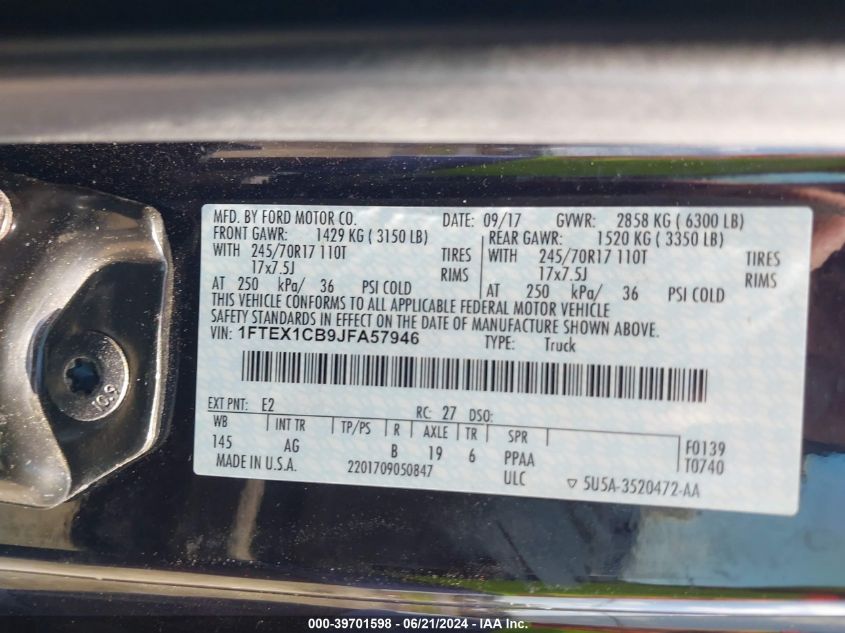 MFD. BY FORD MOTOR CO. DATE: 09/17 GVWR: 2858 KG ( 6300 LB)
FRONT GAWR: 1429 KG ( 3150 LB) REAR GAWR: 1520 KG ( 3350 LB)
WITH 245/70R17 110T TIRES WITH 245/70R17 110T TIRES
17x7.5J RIMS 17x7.5J RIMS
AT 250 kPa/ 36 PSI COLD AT 250 kPa/ 36 PSI COLD
THIS VEHICLE CONFORMS TO ALL APPLICABLE FEDERAL MOTOR VEHICLE
SAFETY STANDARDS IN EFFECT ON THE DATE OF MANUFACTURE SHOWN ABOVE.
VIN: 1FTEX1CB9JFA57946 TYPE: Truck
EXT PNT: E2 RC: 27 DSO:
WB INT TR TP/PS R AXLE TR SPR
145 AG B 19 6 PPAA F0139
ULC T0740
MADE IN U.S.A. 2201709050847 5U5A-3520472-AA
10.9
000-39701598 - 06/21/2024 - IAA Inc.